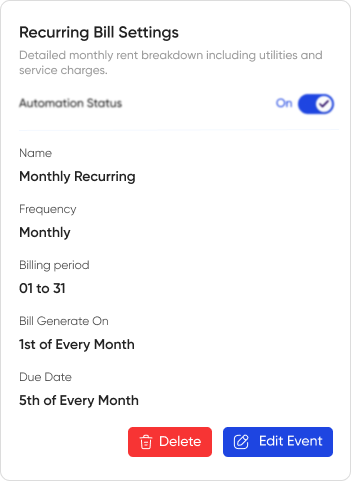 Recurring Bill Settings
Detailed monthly rent breakdown including utilities and
service charges.
Automation Status
On
Name
Monthly Recurring
Frequency
Monthly
Billing period
01 to 31
Bill Generate On
1st of Every Month
Due Date
5th of Every Month
Delete
Edit Event